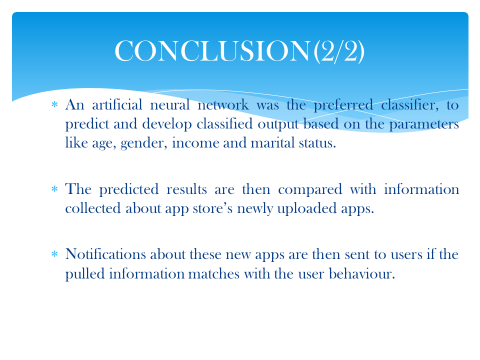 CONCLUSION(2/2)
* An artificial neural network was the preferred classifier, to
predict and develop classified output based on the parameters
like age, gender, income and marital status.
* The predicted results are then compared with information
collected about app store's newly uploaded apps.
* Notifications about these new apps are then sent to users if the
pulled information matches with the user behaviour.